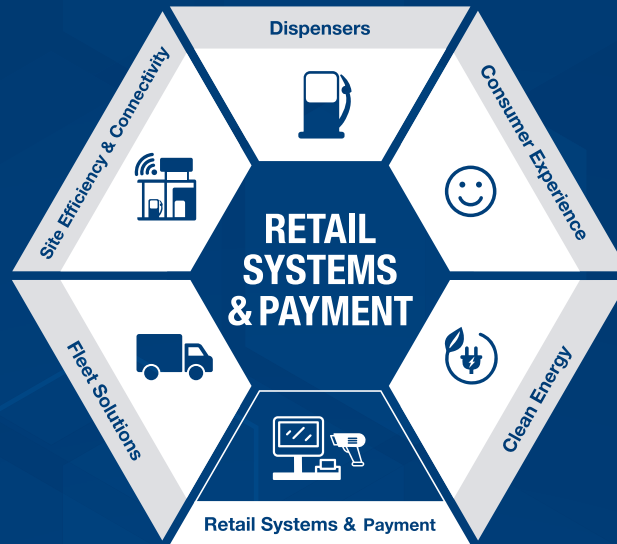 Dispensers
Site Efficiency & Connectivity
Consumer Experience
RETAIL
SYSTEMS
& PAYMENT
Fleet Solutions
Clean Energy
Retail Systems & Payment